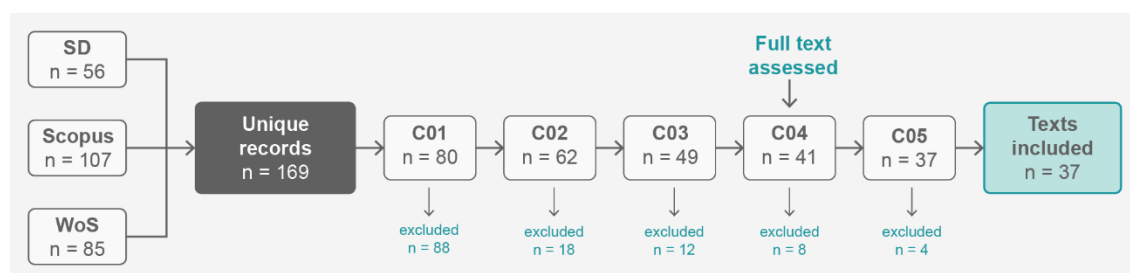 SD
n = 56
Scopus
n = 107
WoS
n = 85
Unique
records
n = 169
C01
n = 80
excluded
n = 88
C02
n = 62
excluded
n = 18
C03
n = 49
excluded
n = 12
Full text
assessed
C04
n = 41
excluded
n = 8
C05
n = 37
excluded
n = 4
Texts
included
n = 37